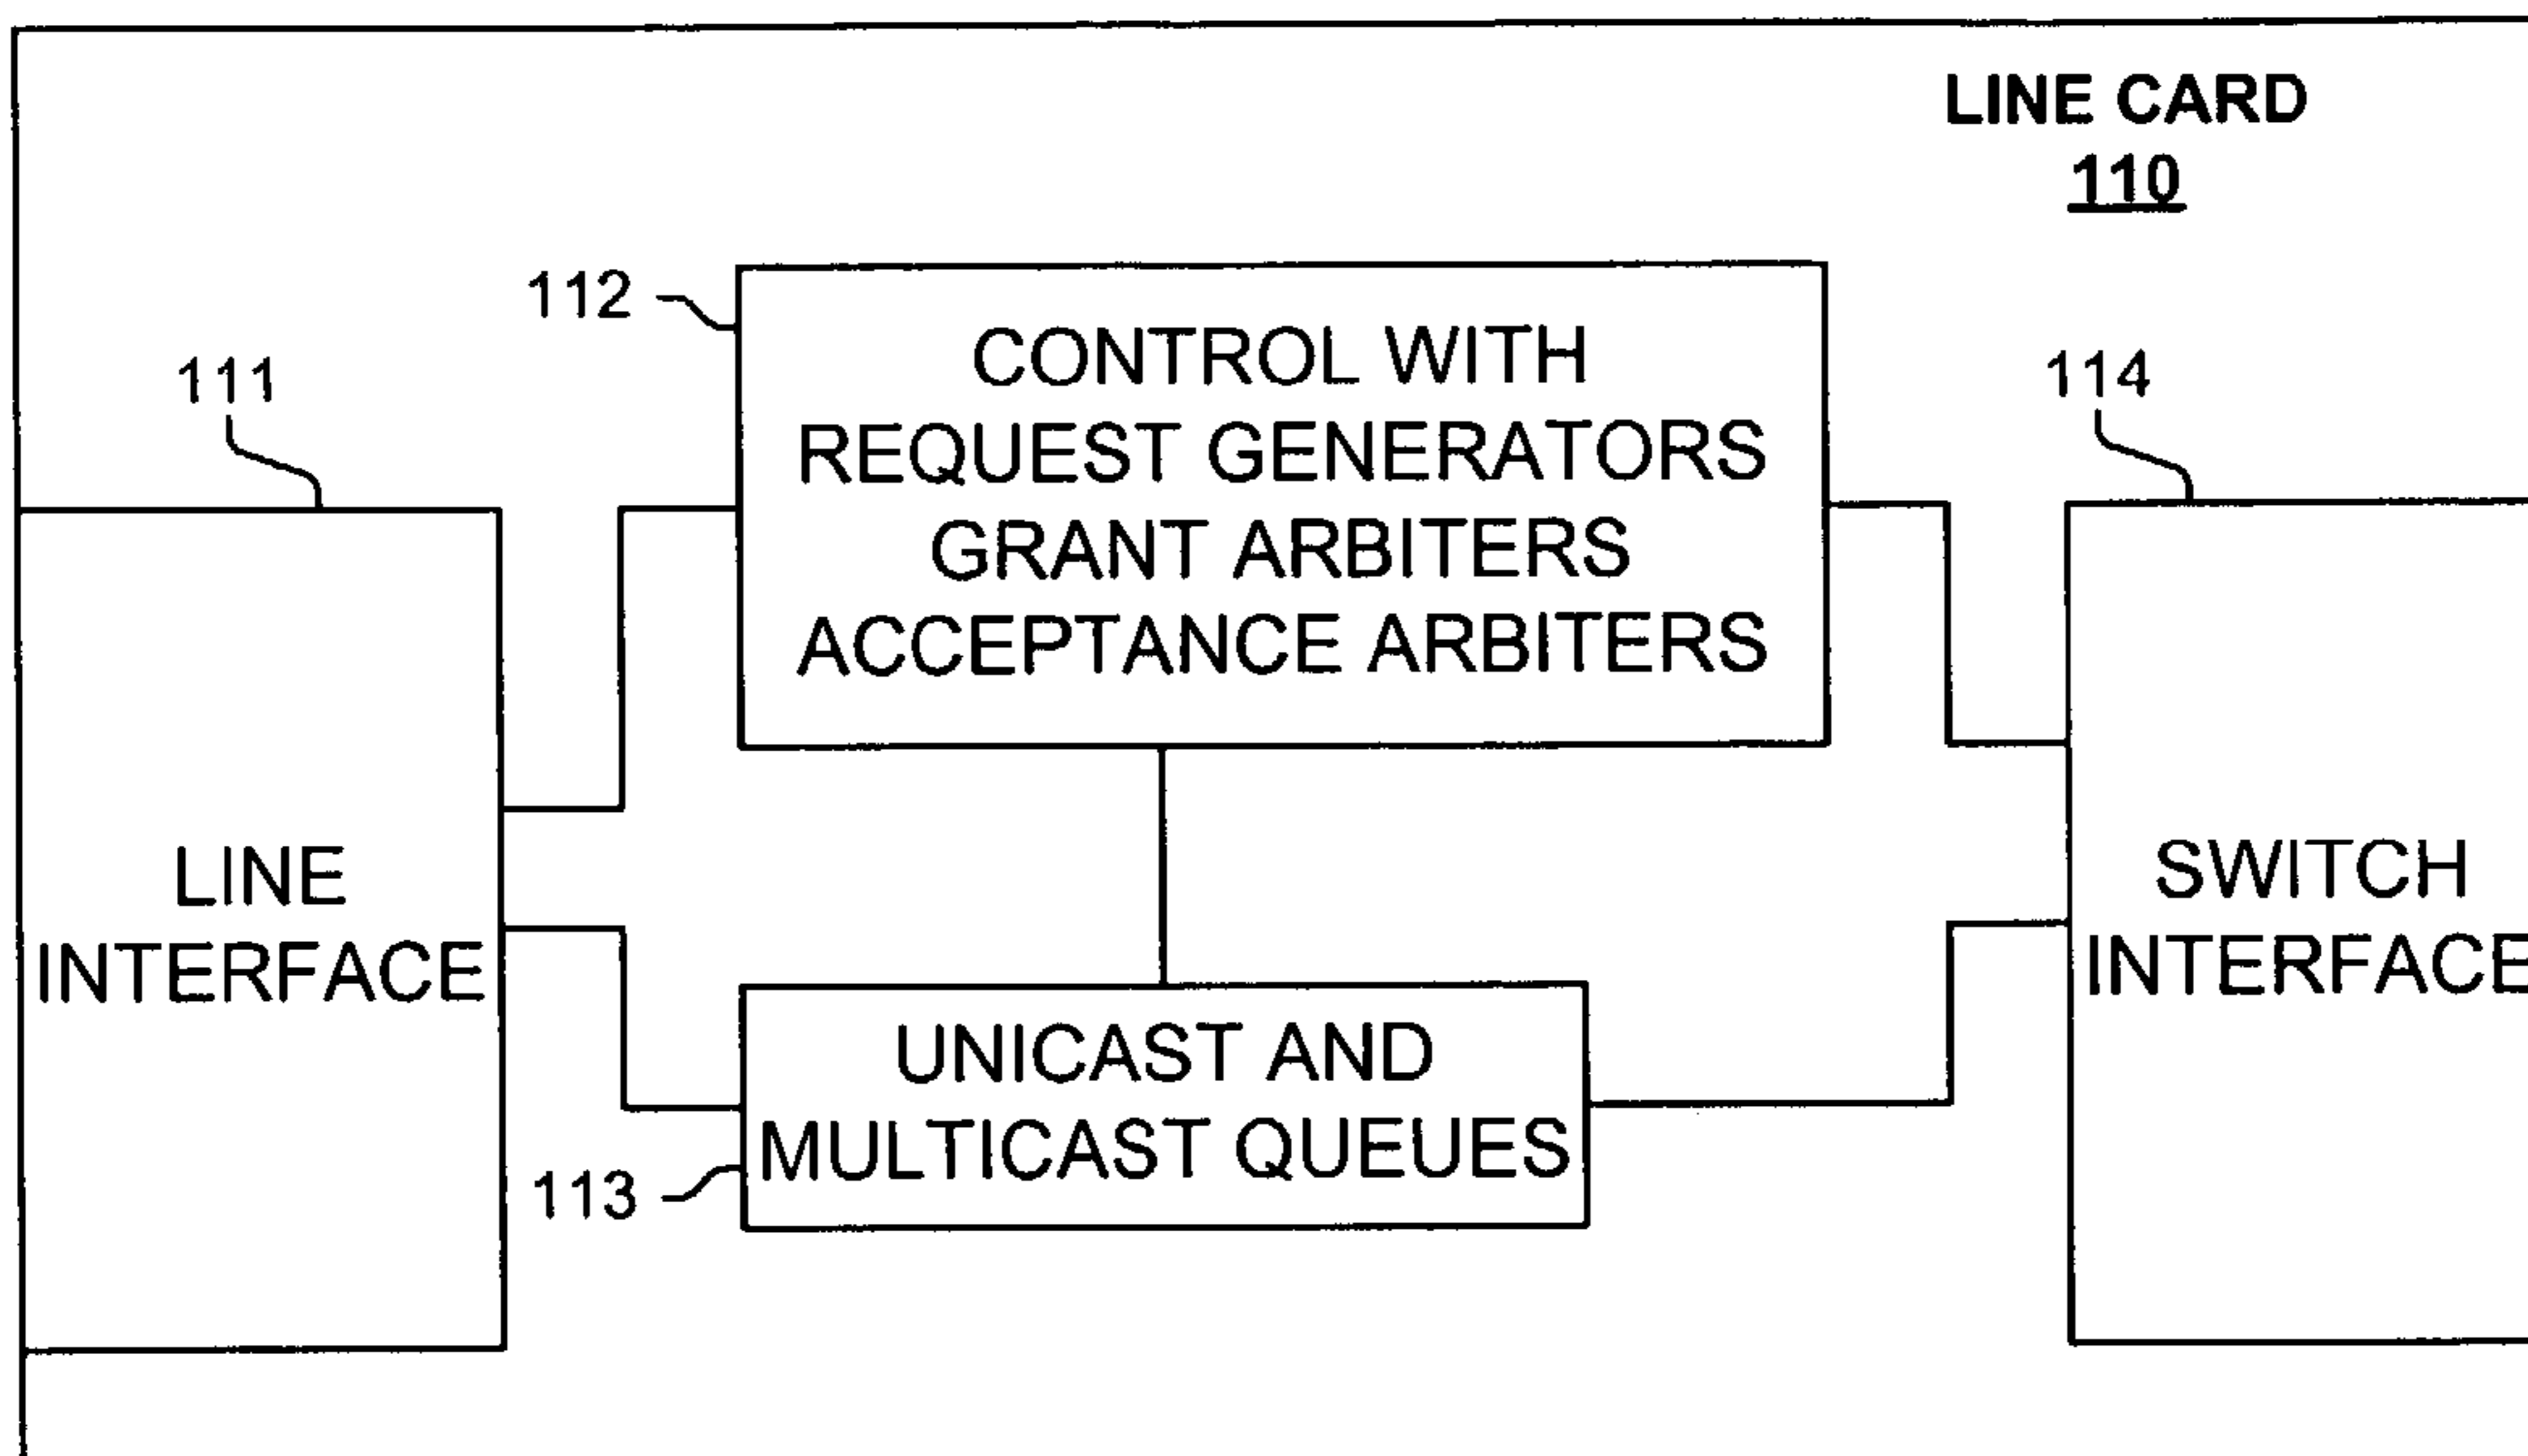 LINE CARD
110
112
CONTROL WITH
REQUEST GENERATORS
GRANT ARBITERS
ACCEPTANCE ARBITERS
111
114
LINE
INTERFACE
SWITCH
INTERFACE
UNICAST AND
MULTICAST QUEUES
113